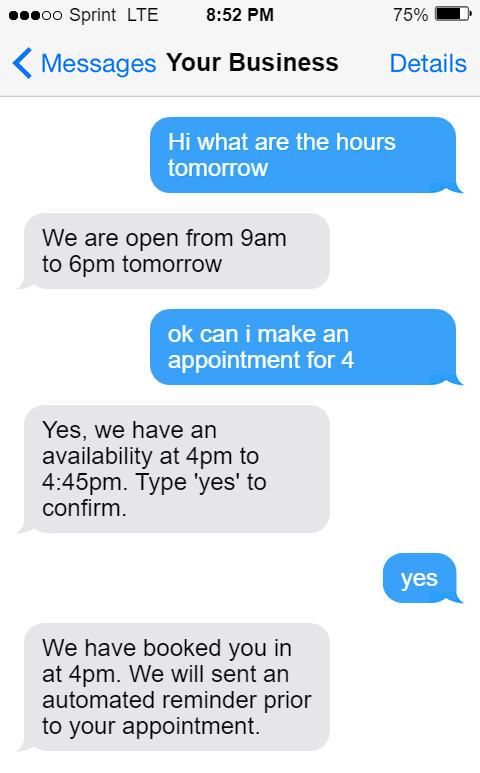 Sprint LTE 8:52 PM 75%
Messages Your Business Details
Hi what are the hours
tomorrow
We are open from 9am
to 6pm tomorrow
ok can i make an
appointment for 4
Yes, we have an
availability at 4pm to
4:45pm. Type 'yes' to
confirm.
yes
We have booked you in
at 4pm. We will sent an
automated reminder prior
to your appointment.